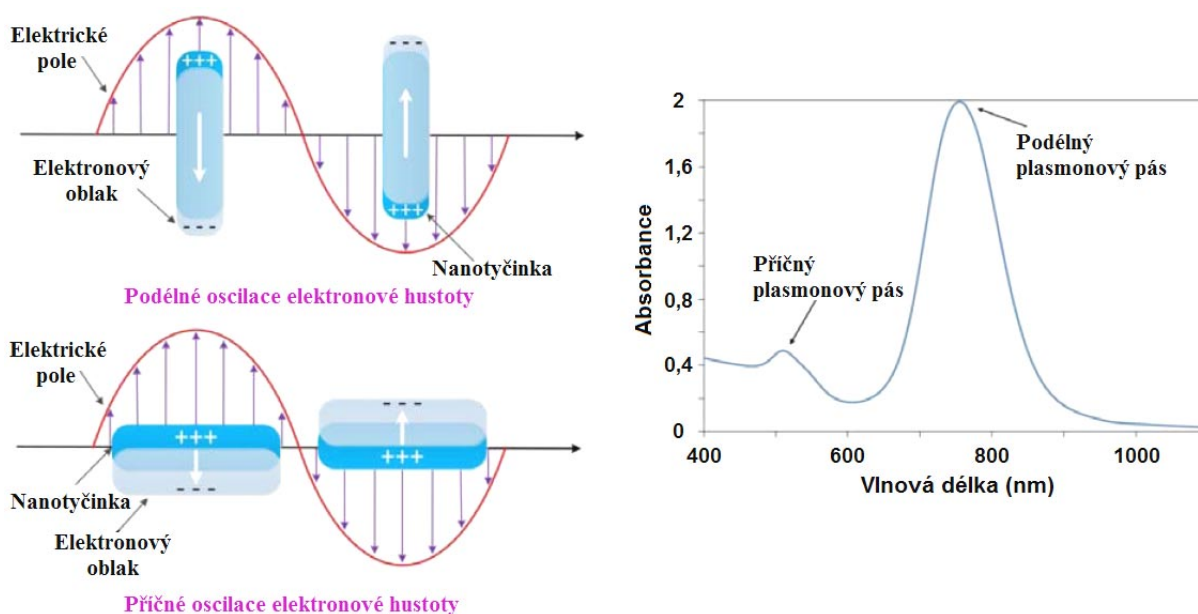 Elektrické
pole
+++
- - -
Elektronový
oblak
- - -
+++
Nanotyčinka
Podélné oscilace elektronové hustoty
Elektrické
pole
+++
- - -
- - -
+++
Nanotyčinka
Elektronový
oblak
Příčné oscilace elektronové hustoty
Absorbance
2
1,6
1,2
0,8
0,4
0
Podélný
plasmonový pás
Příčný
plasmonový pás
400 600 800 1000
Vlnová délka (nm)